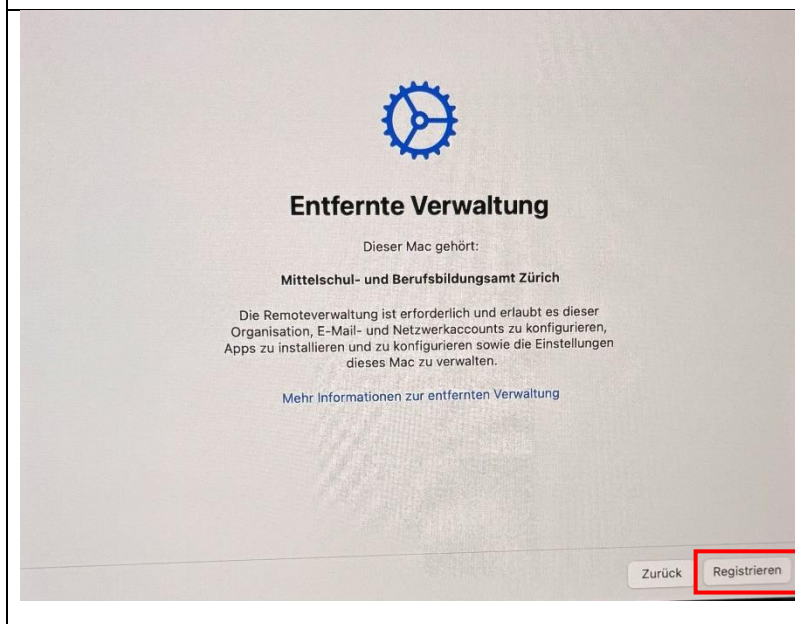 Entfernte Verwaltung
Dieser Mac gehört:
Mittelschul- und Berufsbildungsamt Zürich
Die Remoteverwaltung ist erforderlich und erlaubt es dieser
Organisation, E-Mail- und Netzwerkaccounts zu konfigurieren,
Apps zu installieren und zu konfigurieren sowie die Einstellungen
dieses Mac zu verwalten.
Mehr Informationen zur entfernten Verwaltung
Zurück
Registrieren